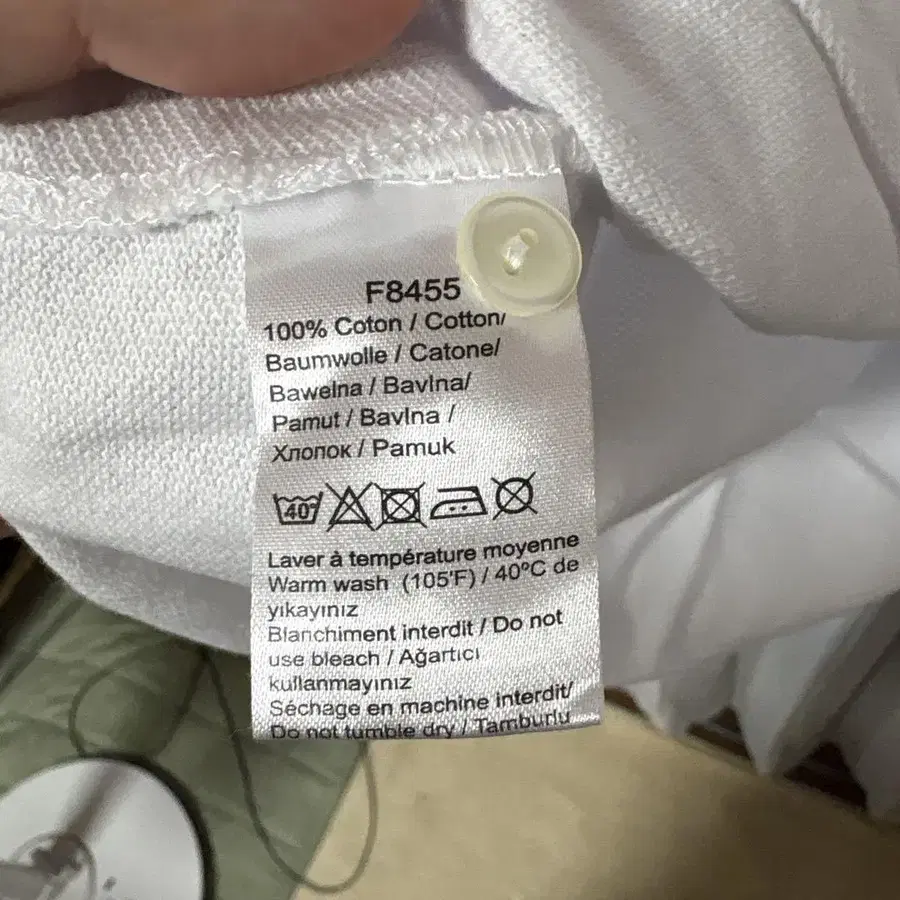 F8455
100% Coton / Cotton/
Baumwolle / Catone/
Bawelna / Bavlna/
Pamut / Bavlna /
Хлопок / Pamuk
40°
Laver à température moyenne
Warm wash (105'F) / 40°C de
yıkayınız
Blanchiment interdit / Do not
use bleach / Ağartıcı
kullanmayınız
Séchage en machine interdit/
Do not tumble dry / Tamburlu